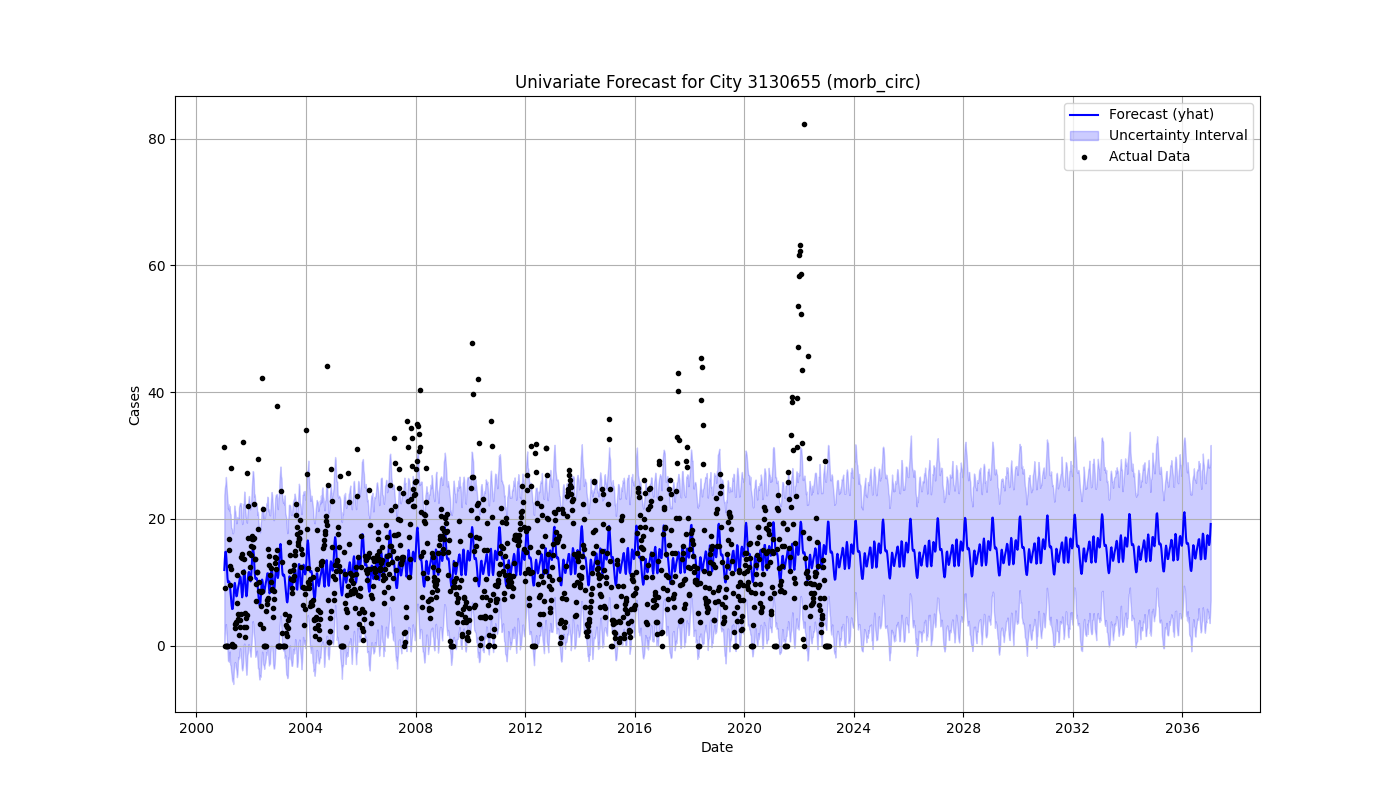 Univariate Forecast for City 3130655 (morb_circ)
Forecast (yhat)
Uncertainty Interval
Actual Data
Cases
80
60
40
20
0
2000 2004 2008 2012 2016 2020 2024 2028 2032 2036
Date